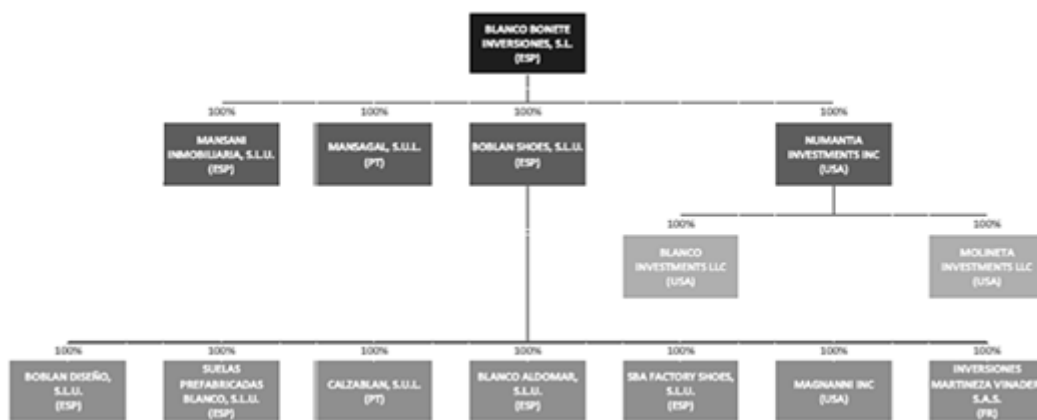 BLANCO BONETE
INVERSIONES, S.L.
(ESP)
100%
100%
100%
100%
MANSANI
INMOBILIARIA, S.L.U.
(ESP)
MANSAGAL, S.U.L.
(PT)
BOBLAN SHOES, S.L.U.
(ESP)
NUMANTIA
INVESTMENTS INC
(USA)
100%
100%
BLANCO
INVESTMENTS LLC
(USA)
MOLINETA
INVESTMENTS LLC
(USA)
100%
100%
100%
100%
100%
100%
100%
BOBLAN DISEÑO,
S.L.U.
(ESP)
SUELAS
PREFABRICADAS
BLANCO, S.L.U.
(ESP)
CALZABLAN, S.U.L.
(PT)
BLANCO ALDOMAR,
S.L.U.
(ESP)
SBA FACTORY SHOES,
S.L.U.
(ESP)
MAGNANNI INC
(USA)
INVERSIONES
MARTINEZA VINADER
S.A.S.
(FR)